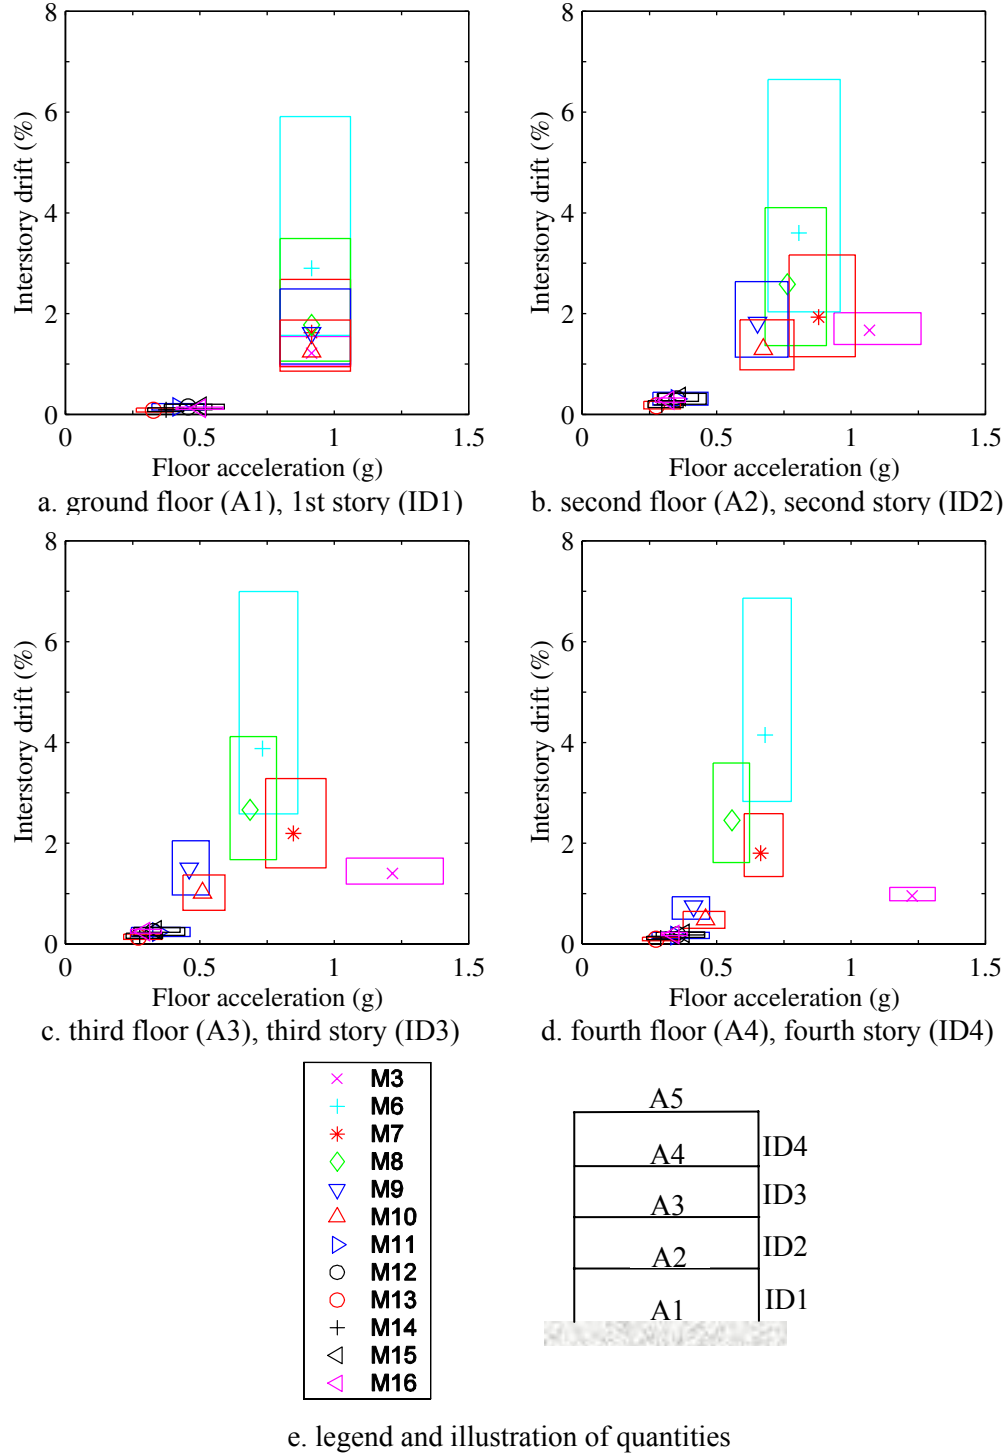 8
6
4
2
0
Interstory drift (%)
0 0.5 1 1.5
Floor acceleration (g)
a. ground floor (A1), 1st story (ID1)
8
6
4
2
0
Interstory drift (%)
0 0.5 1 1.5
Floor acceleration (g)
b. second floor (A2), second story (ID2)
8
6
4
2
0
Interstory drift (%)
0 0.5 1 1.5
Floor acceleration (g)
c. third floor (A3), third story (ID3)
8
6
4
2
0
Interstory drift (%)
0 0.5 1 1.5
Floor acceleration (g)
d. fourth floor (A4), fourth story (ID4)
M3
M6
M7
M8
M9
M10
M11
M12
M13
M14
M15
M16
A5
A4 ID4
A3 ID3
A2 ID2
A1 ID1
e. legend and illustration of quantities